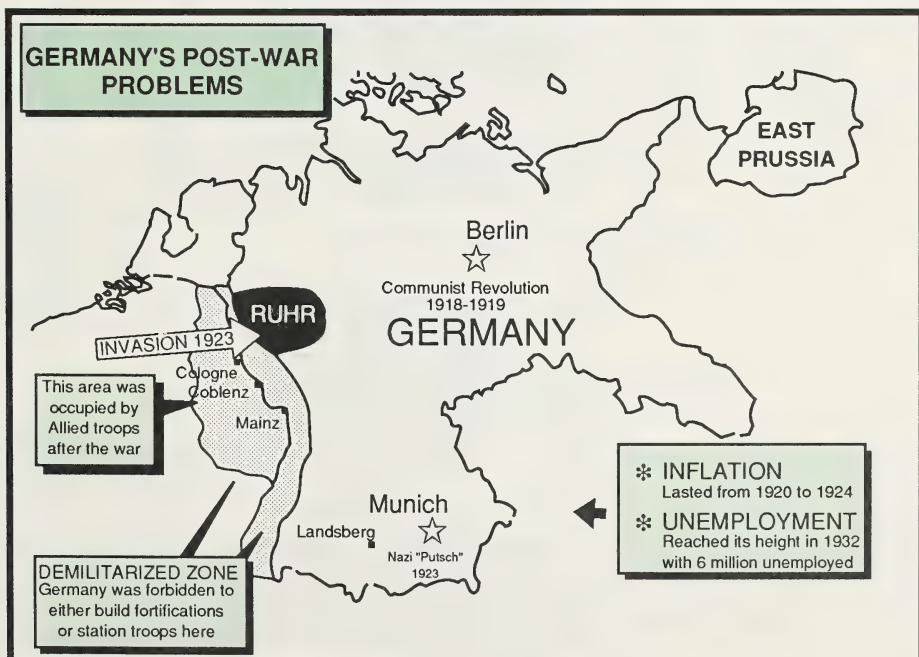 GERMANY'S POST-WAR
PROBLEMS
EAST
PRUSSIA
Berlin
Communist Revolution
1918-1919
GERMANY
RUHR
INVASION 1923
Cologne
Coblenz
Mainz
This area was
occupied by
Allied troops
after the war
✻ INFLATION
Lasted from 1920 to 1924
✻ UNEMPLOYMENT
Reached its height in 1932
with 6 million unemployed
Munich
Landsberg
Nazi "Putsch"
1923
DEMILITARIZED ZONE
Germany was forbidden to
either build fortifications
or station troops here